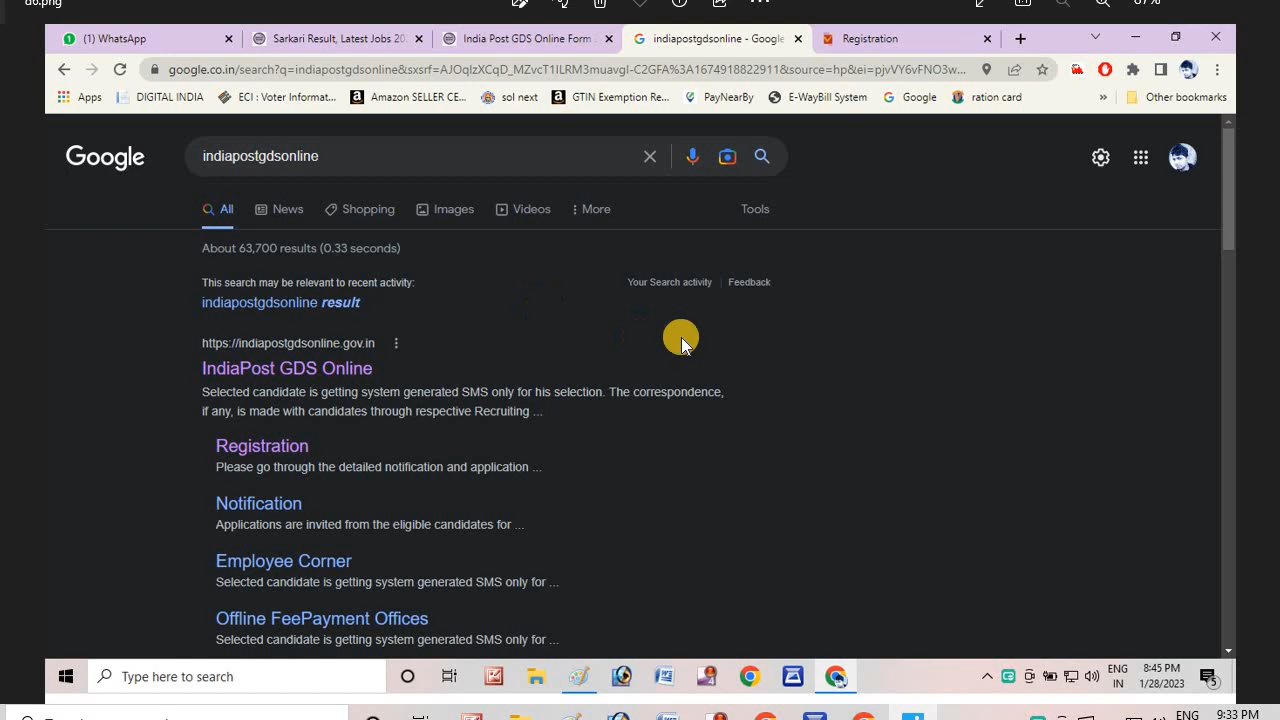 d6.png
67%
(1) WhatsApp
Sarkari Result, Latest Jobs 20
India Post GDS Online Form
indiapostgdsonline - Google
Registration
google.co.in/search?q=indiapostgdsonline&sxsrf=AJOqlzXCqD_MZvcT1ILRM3muavgI-C2GFA%3A1674918822911&source=hp&ei=pjvVY6vFNO3w...
Apps
DIGITAL INDIA
ECI : Voter Informat...
Amazon SELLER CE...
sol next
GTIN Exemption Re...
PayNearBy
E-WayBill System
Google
ration card
»
Other bookmarks
Google
indiapostgdsonline
All
News
Shopping
Images
Videos
More
Tools
About 63,700 results (0.33 seconds)
This search may be relevant to recent activity:
Your Search activity
Feedback
indiapostgdsonline result
https://indiapostgdsonline.gov.in
IndiaPost GDS Online
Selected candidate is getting system generated SMS only for his selection. The correspondence,
if any, is made with candidates through respective Recruiting ...
Registration
Please go through the detailed notification and application ...
Notification
Applications are invited from the eligible candidates for ...
Employee Corner
Selected candidate is getting system generated SMS only for ...
Offline FeePayment Offices
Selected candidate is getting system generated SMS only for ...
Type here to search
ENG
IN
8:45 PM
1/28/2023
5
ENG
9:33 PM